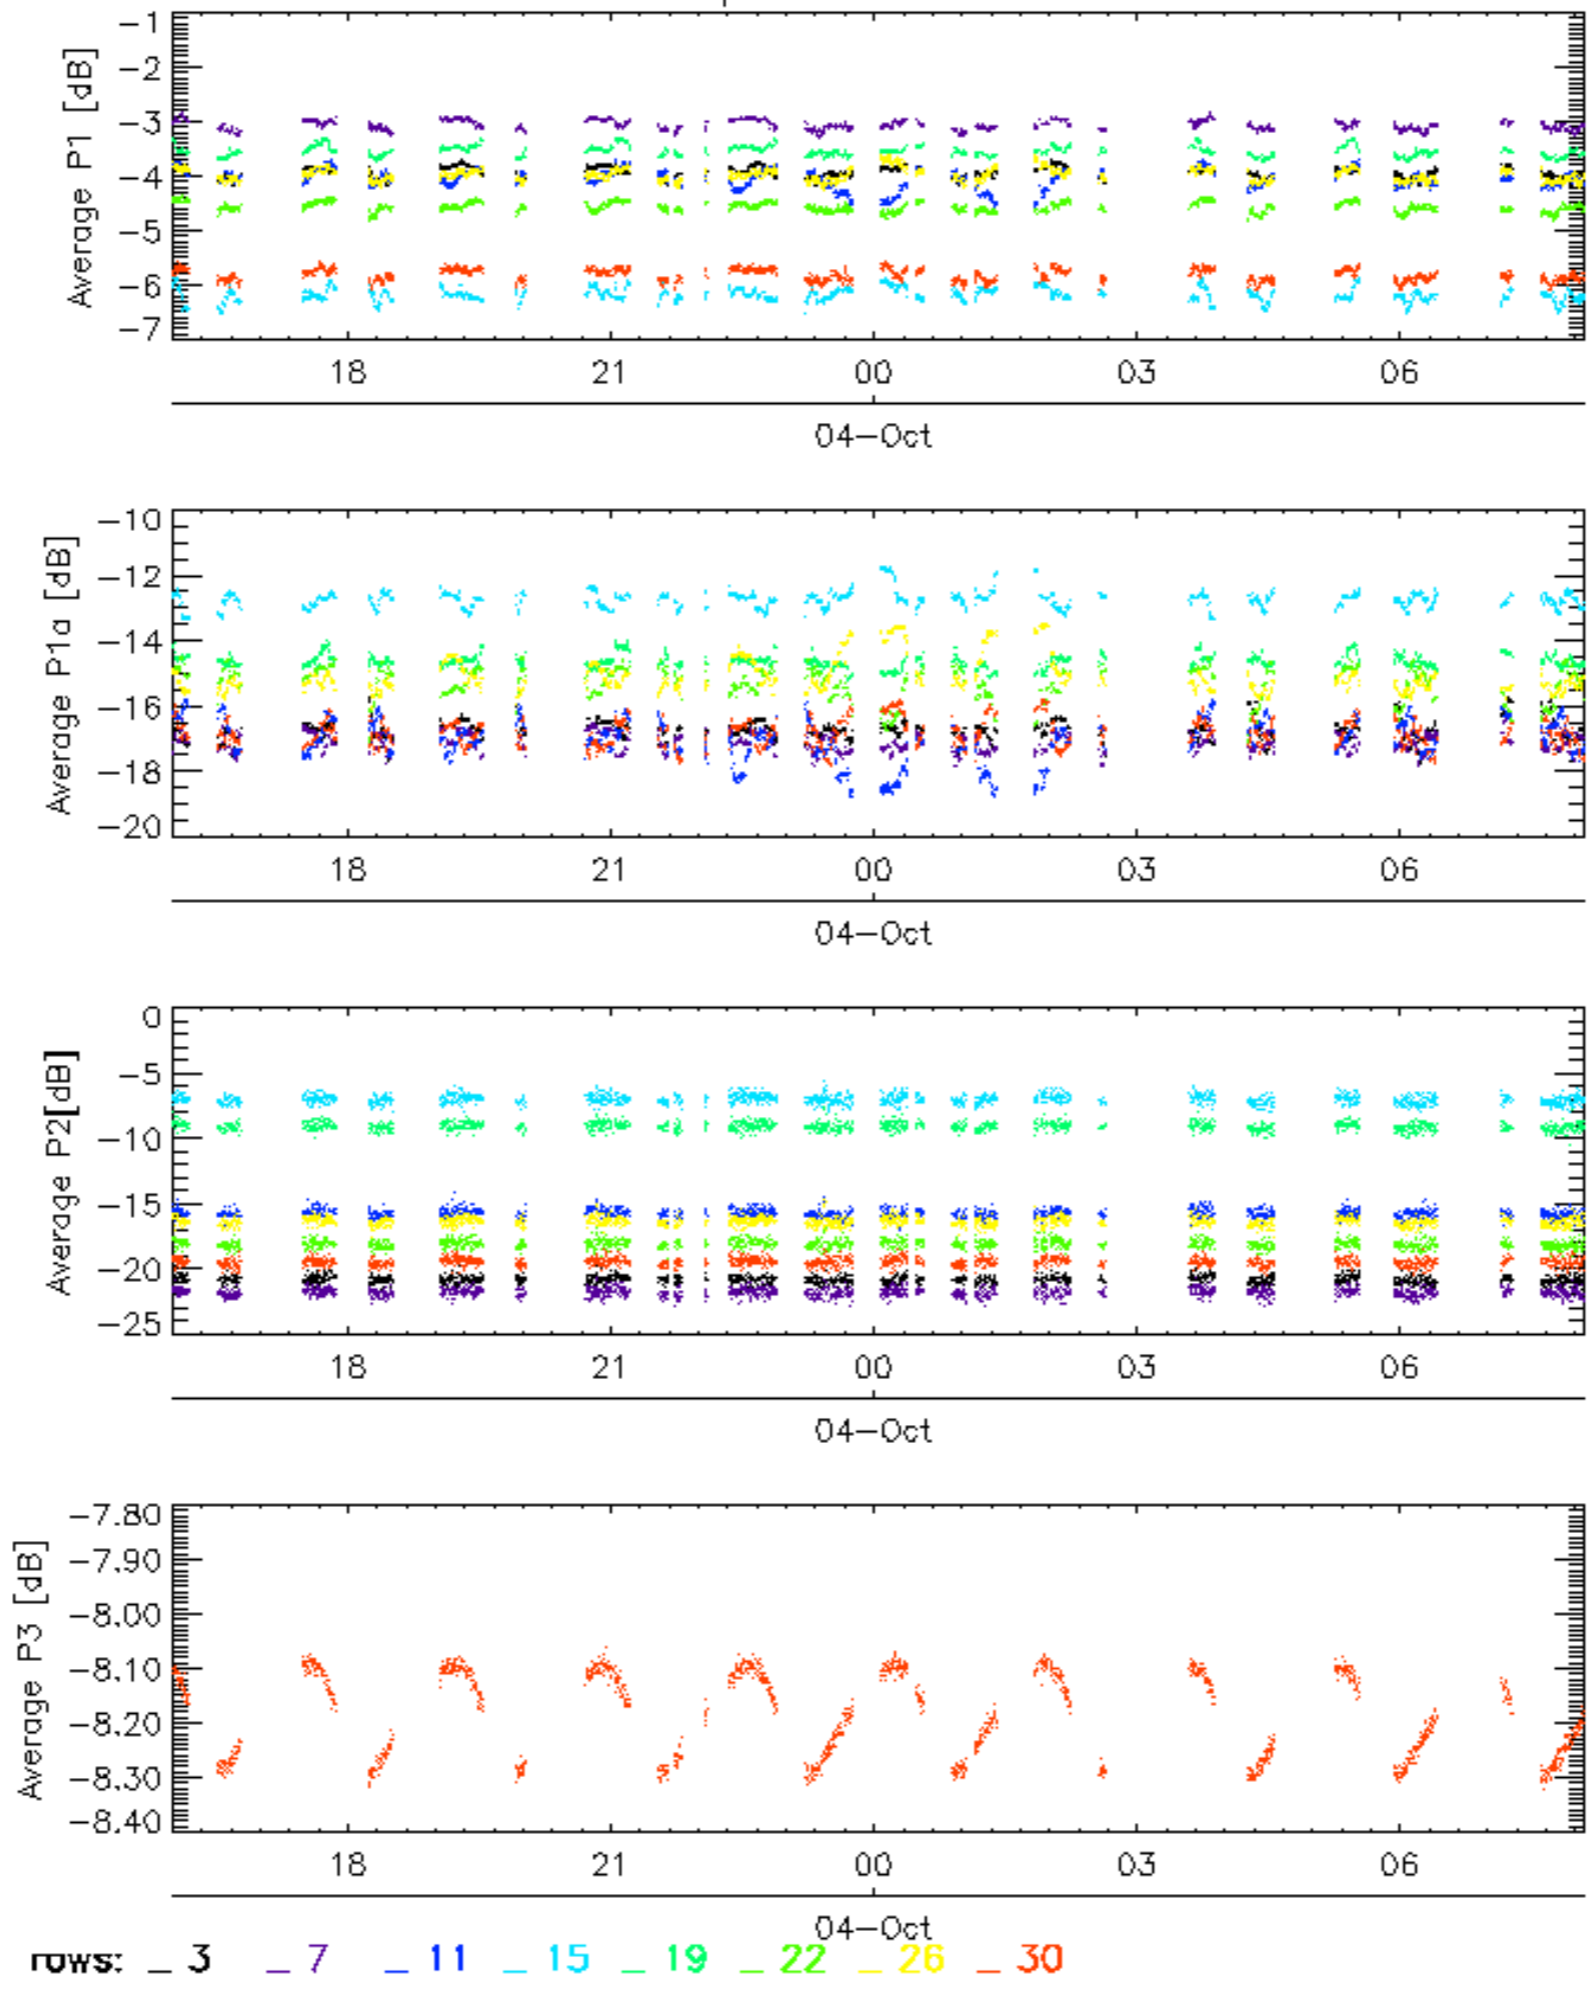 Average P1 [dB]
-1
-2
-3
-4
-5
-6
-7
18 21 00 03 06
04-Oct
Average P1a [dB]
-10
-12
-14
-16
-18
-20
18 21 00 03 06
04-Oct
Average P2[dB]
0
-5
-10
-15
-20
-25
18 21 00 03 06
04-Oct
Average P3 [dB]
-7.80
-7.90
-8.00
-8.10
-8.20
-8.30
-8.40
18 21 00 03 06
04-Oct
rows: _ 3 _ 7 _ 11 _ 15 _ 19 _ 22 _ 26 _ 30